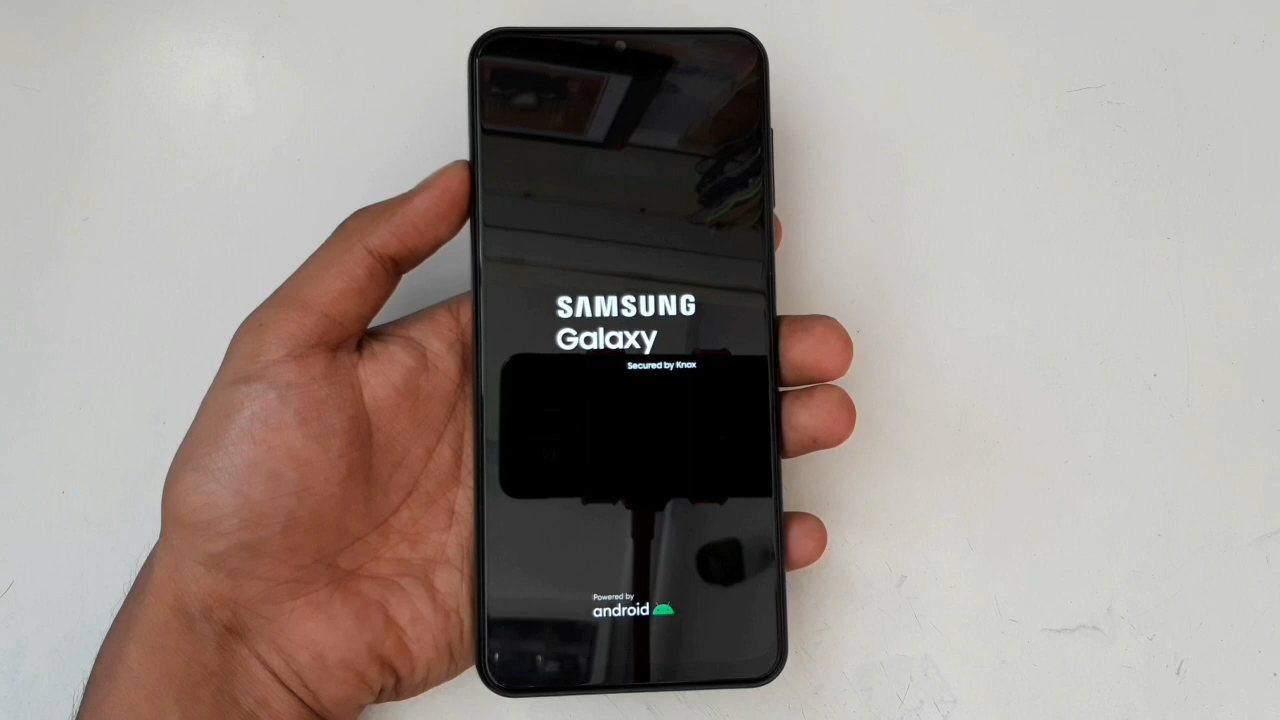 SAMSUNG
Galaxy
Secured by Knox
Powered by
android